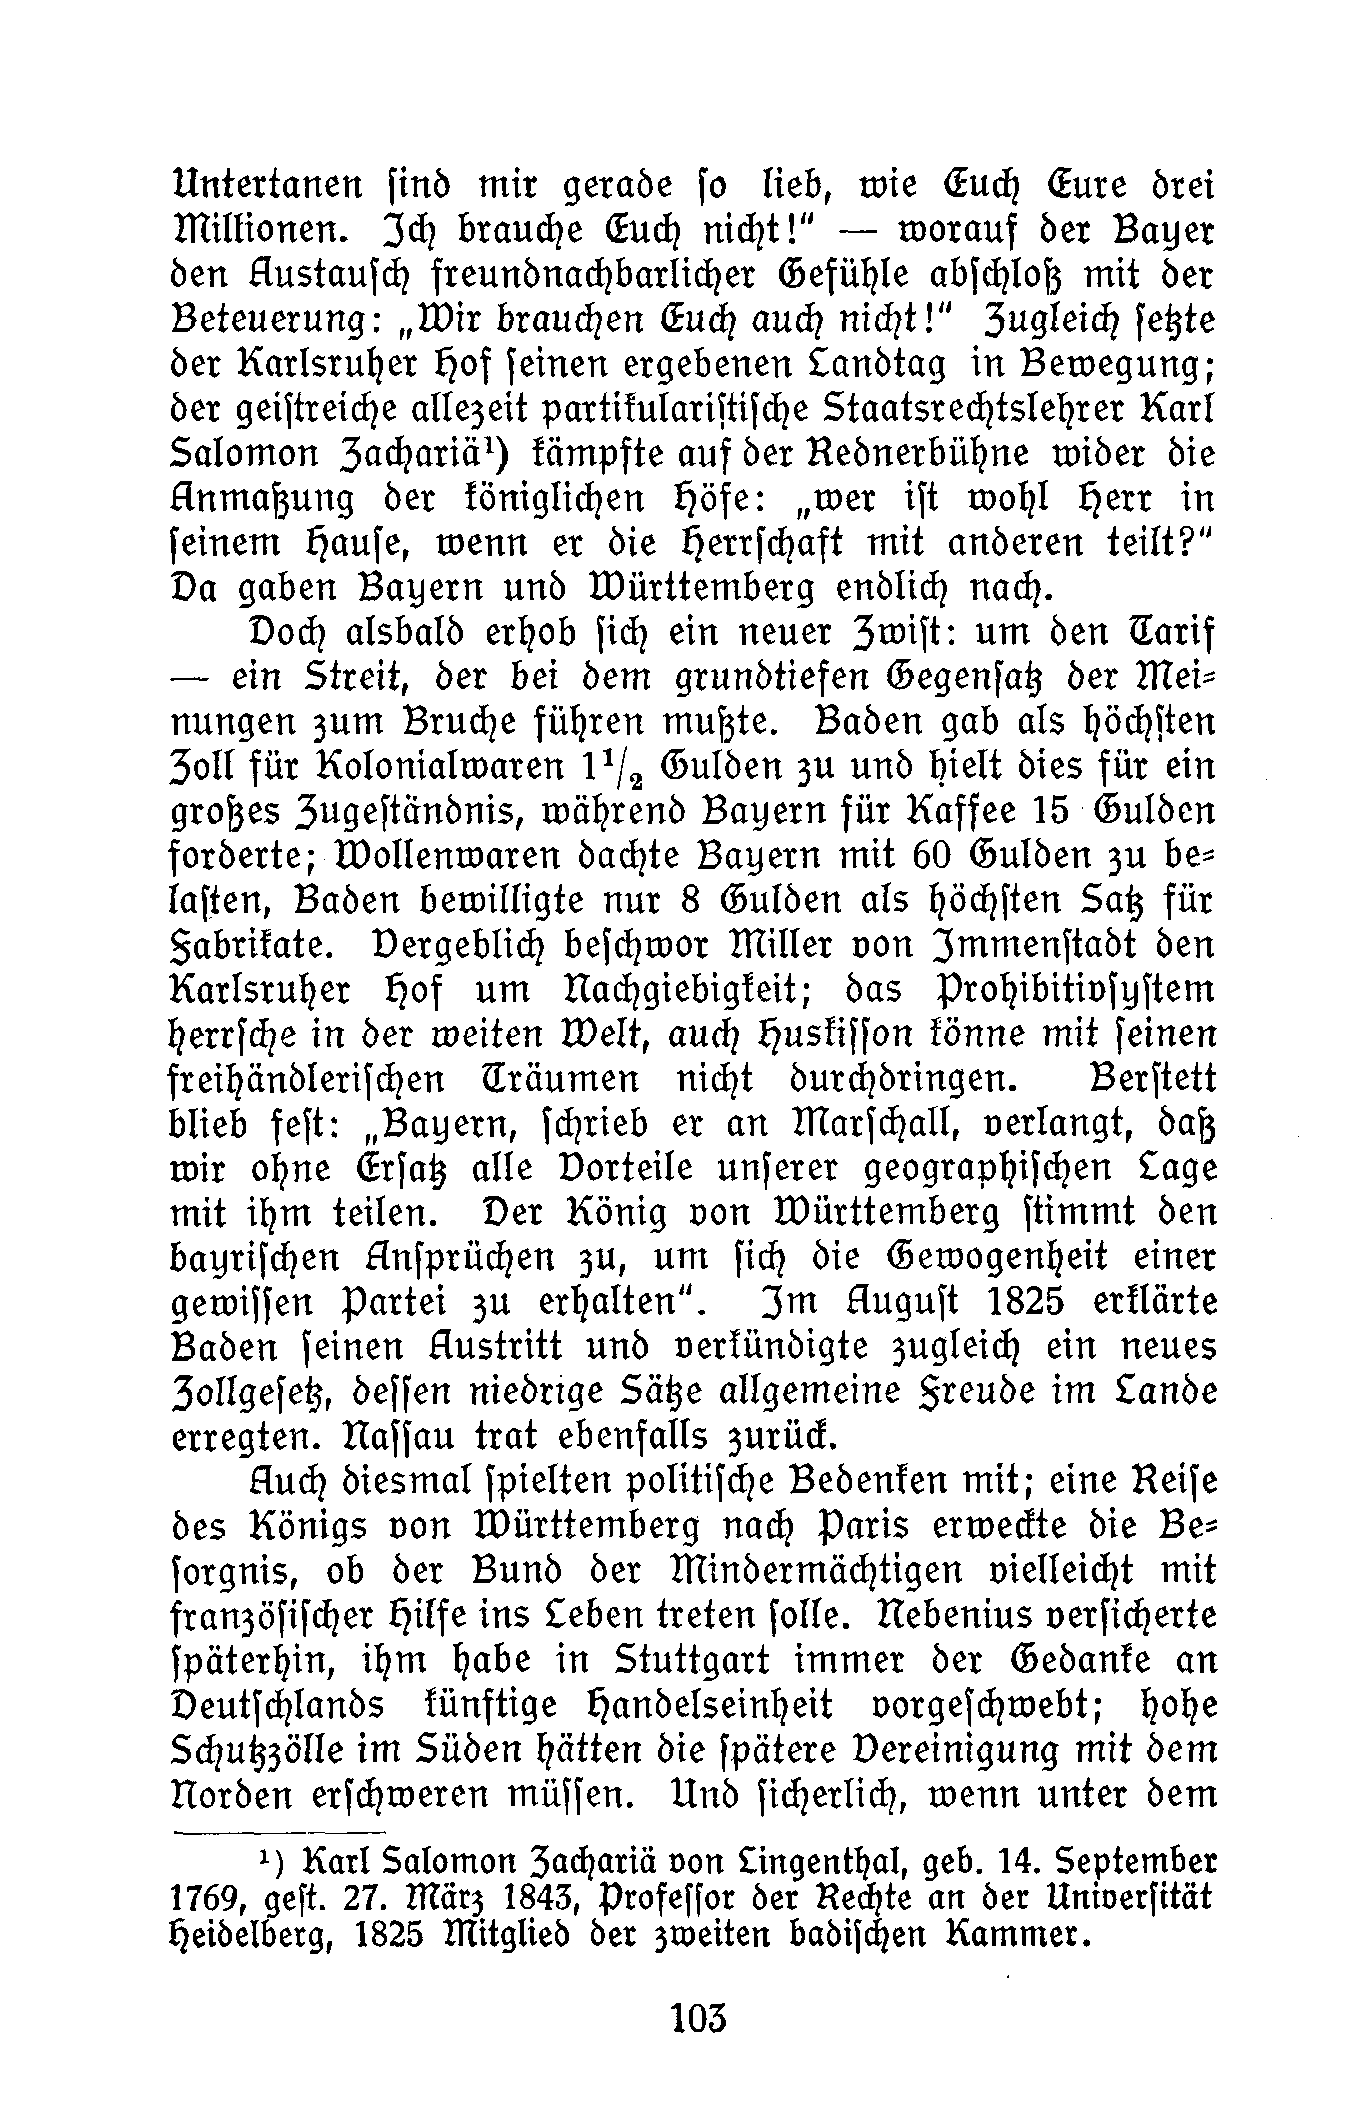 Untertanen ſind mir gerade ſo lieb, wie Euch Eure drei
Millionen. Ich brauche Euch nicht!“ — worauf der Bayer
den Austauſch freundnachbarlicher Gefühle abſchloß mit der
Beteuerung: „Wir brauchen Euch auch nicht!“ Zugleich ſetzte
der Karlsruher Hof ſeinen ergebenen Landtag in Bewegung;
der geiſtreiche allezeit partikulariſtiſche Staatsrechtslehrer Karl
Salomon Zachariä¹) kämpfte auf der Rednerbühne wider die
Anmaßung der königlichen Höfe: „wer iſt wohl Herr in
ſeinem Hauſe, wenn er die Herrſchaft mit anderen teilt?“
Da gaben Bayern und Württemberg endlich nach.
Doch alsbald erhob ſich ein neuer Zwiſt: um den Tarif
— ein Streit, der bei dem grundtiefen Gegenſatz der Mei⸗
nungen zum Bruche führen mußte. Baden gab als höchſten
Zoll für Kolonialwaren 1¹/₂ Gulden zu und hielt dies für ein
großes Zugeſtändnis, während Bayern für Kaffee 15 Gulden
forderte; Wollenwaren dachte Bayern mit 60 Gulden zu be⸗
laſten, Baden bewilligte nur 8 Gulden als höchſten Satz für
Fabrikate. Vergeblich beſchwor Miller von Immenſtadt den
Karlsruher Hof um Nachgiebigkeit; das Prohibitivſyſtem
herrſche in der weiten Welt, auch Huskiſſon könne mit ſeinen
freihändleriſchen Träumen nicht durchdringen. Berſtett
blieb feſt: „Bayern, ſchrieb er an Marſchall, verlangt, daß
wir ohne Erſatz alle Vorteile unſerer geographiſchen Lage
mit ihm teilen. Der König von Württemberg ſtimmt den
bayriſchen Anſprüchen zu, um ſich die Gewogenheit einer
gewiſſen Partei zu erhalten“. Im Auguſt 1825 erklärte
Baden ſeinen Austritt und verkündigte zugleich ein neues
Zollgeſetz, deſſen niedrige Sätze allgemeine Freude im Lande
erregten. Naſſau trat ebenfalls zurück.
Auch diesmal ſpielten politiſche Bedenken mit; eine Reiſe
des Königs von Württemberg nach Paris erweckte die Be⸗
ſorgnis, ob der Bund der Mindermächtigen vielleicht mit
franzöſiſcher Hilfe ins Leben treten ſolle. Nebenius verſicherte
ſpäterhin, ihm habe in Stuttgart immer der Gedanke an
Deutſchlands künftige Handelseinheit vorgeſchwebt; hohe
Schutzzölle im Süden hätten die ſpätere Vereinigung mit dem
Norden erſchweren müſſen. Und ſicherlich, wenn unter dem
¹) Karl Salomon Zachariä von Lingenthal, geb. 14. September
1769, geſt. 27. März 1843, Profeſſor der Rechte an der Univerſität
Heidelberg, 1825 Mitglied der zweiten badiſchen Kammer.
103